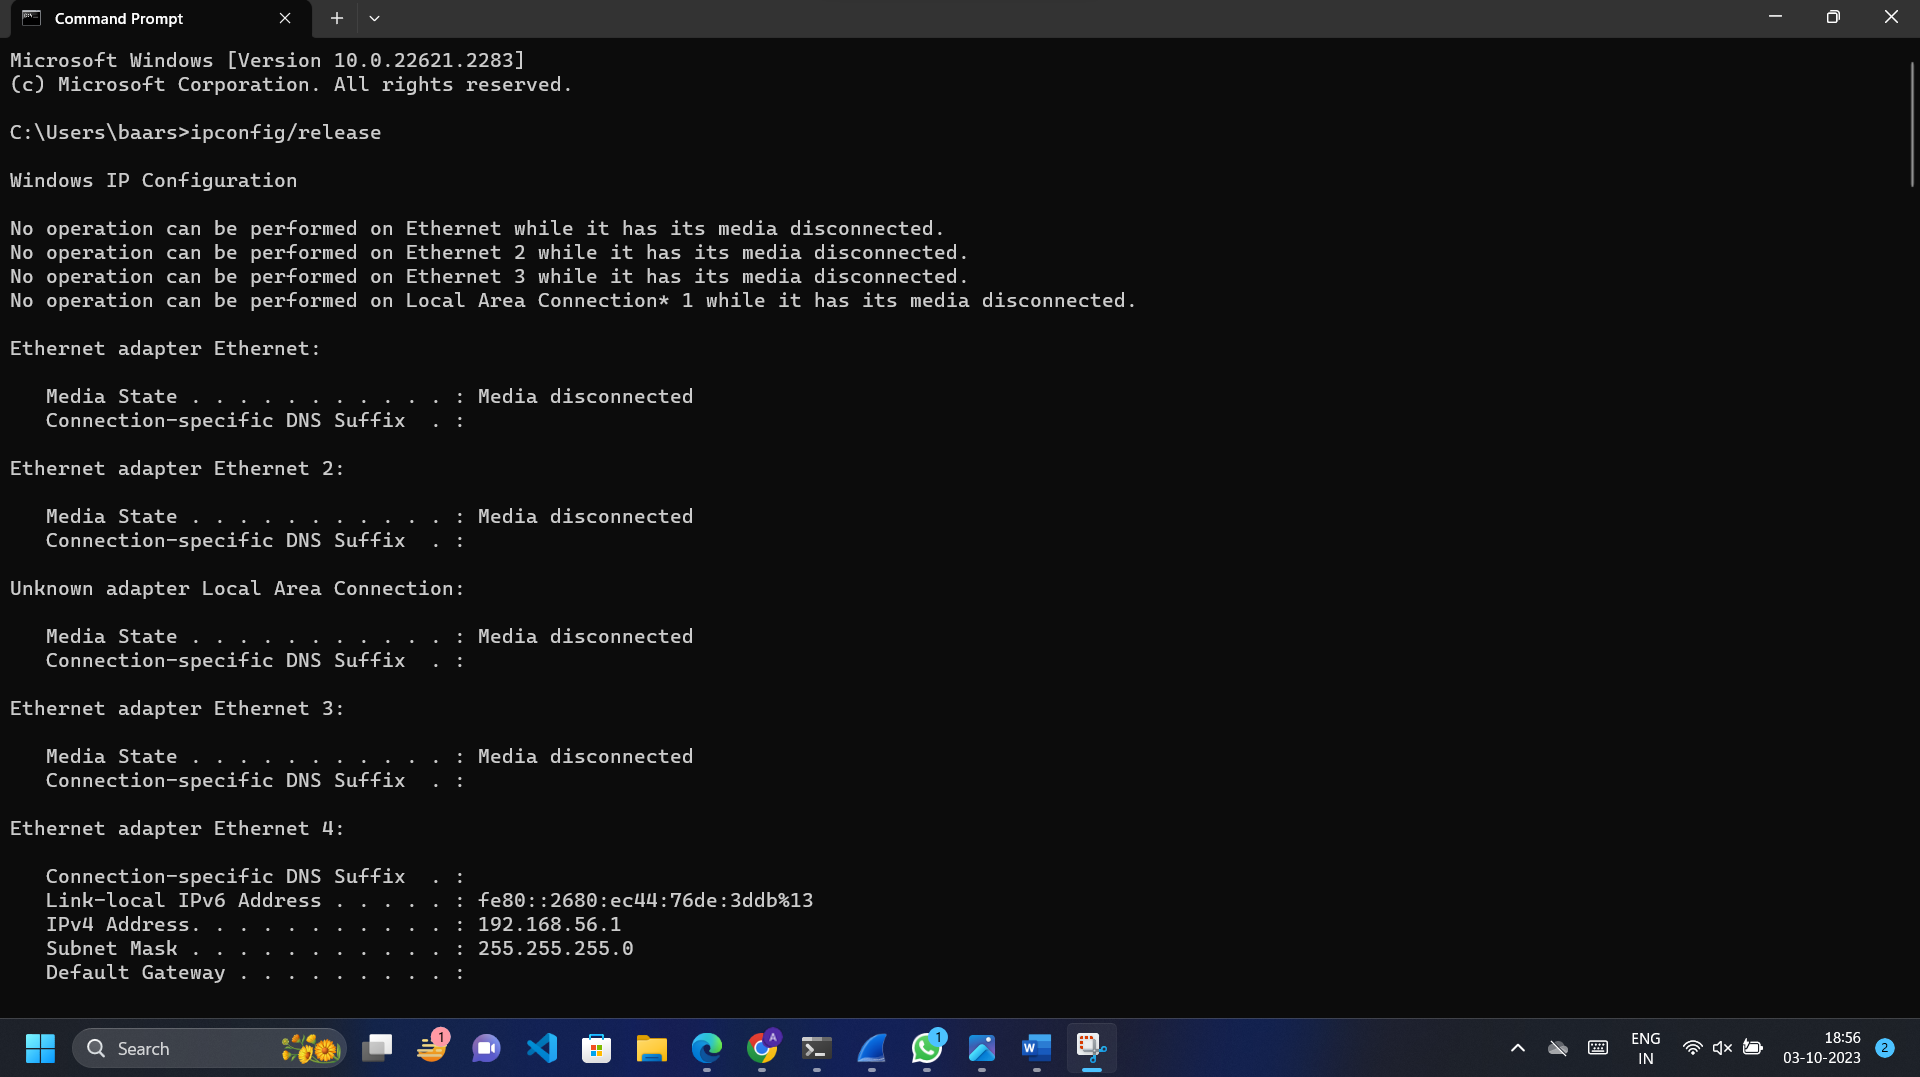 Command Prompt
Microsoft Windows [Version 10.0.22621.2283]
(c) Microsoft Corporation. All rights reserved.
C:\Users\baars>ipconfig/release
Windows IP Configuration
No operation can be performed on Ethernet while it has its media disconnected.
No operation can be performed on Ethernet 2 while it has its media disconnected.
No operation can be performed on Ethernet 3 while it has its media disconnected.
No operation can be performed on Local Area Connection* 1 while it has its media disconnected.
Ethernet adapter Ethernet:
   Media State . . . . . . . . . . . : Media disconnected
   Connection-specific DNS Suffix  . :
Ethernet adapter Ethernet 2:
   Media State . . . . . . . . . . . : Media disconnected
   Connection-specific DNS Suffix  . :
Unknown adapter Local Area Connection:
   Media State . . . . . . . . . . . : Media disconnected
   Connection-specific DNS Suffix  . :
Ethernet adapter Ethernet 3:
   Media State . . . . . . . . . . . : Media disconnected
   Connection-specific DNS Suffix  . :
Ethernet adapter Ethernet 4:
   Connection-specific DNS Suffix  . :
   Link-local IPv6 Address . . . . . : fe80::2680:ec44:76de:3ddb%13
   IPv4 Address. . . . . . . . . . . : 192.168.56.1
   Subnet Mask . . . . . . . . . . . : 255.255.255.0
   Default Gateway . . . . . . . . . :
Search
1
A
1
W
ENG
IN
18:56
03-10-2023
2